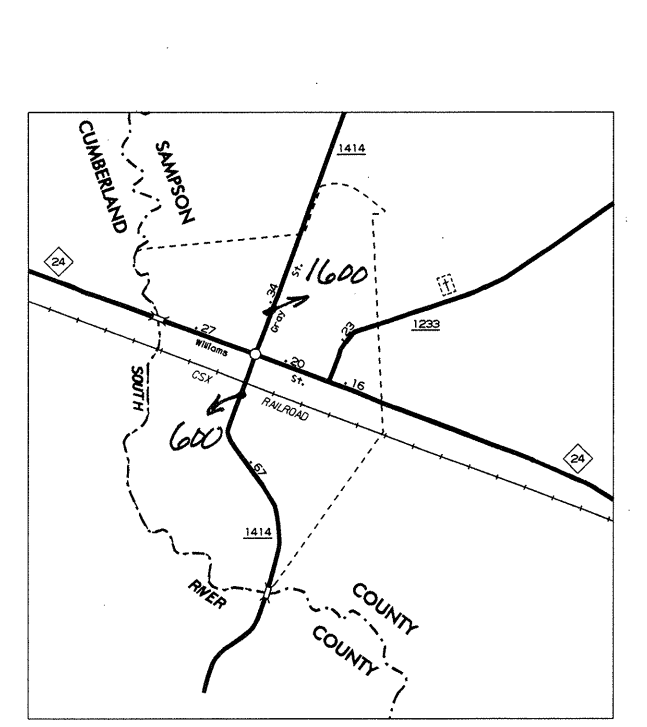 1414
SAMPSON
CUMBERLAND
24
St. 1600
.34
Gray
.23
1233
.27
Williams
.20
St.
.16
CSX
RAILROAD
SOUTH
600
24
.67
1414
RIVER
COUNTY
COUNTY